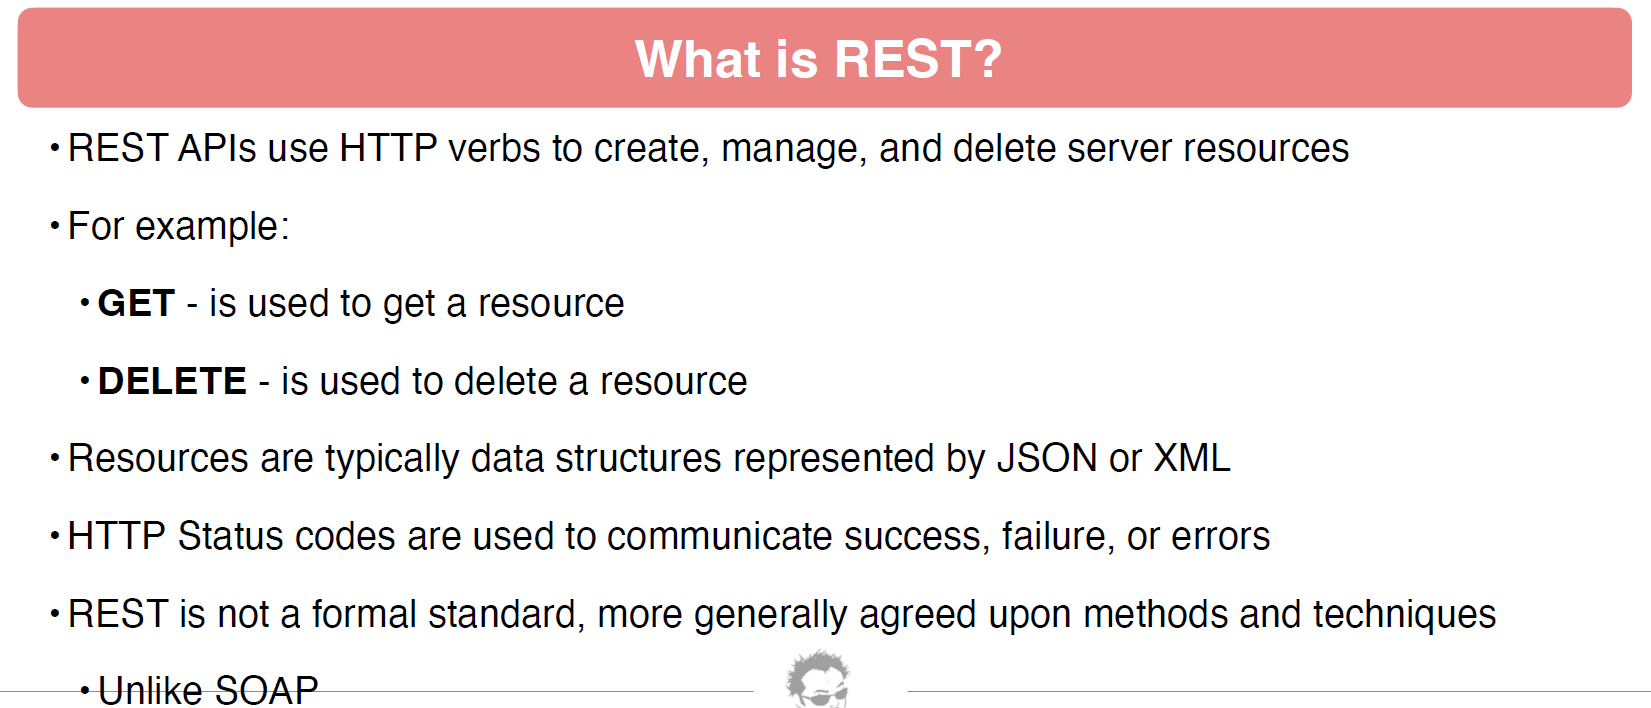 What is REST?
• REST APIs use HTTP verbs to create, manage, and delete server resources
• For example:
• GET - is used to get a resource
• DELETE - is used to delete a resource
• Resources are typically data structures represented by JSON or XML
• HTTP Status codes are used to communicate success, failure, or errors
• REST is not a formal standard, more generally agreed upon methods and techniques
• Unlike SOAP